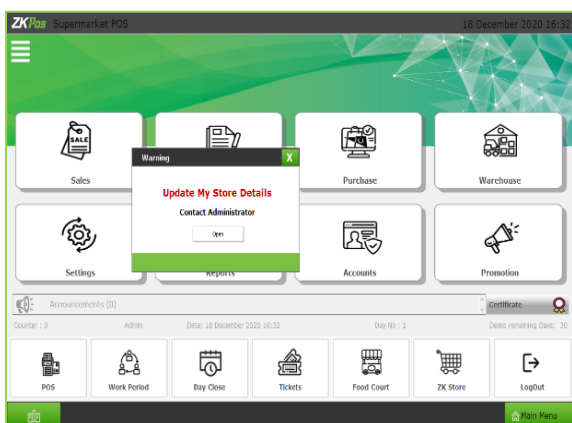 ZKPos Supermarket POS 18 December 2020 16:32
SALE
Sales
Purchase
Warehouse
Warning X
Update My Store Details
Contact Administrator
Open
Settings
Reports
Accounts
Promotion
Announcements (0)
Certificate
Counter : 0 Admin Date: 18 December 2020 16:32 Day No : 1 Demo remaining Days: 30
POS Work Period Day Close Tickets Food Court ZK Store LogOut
Main Menu